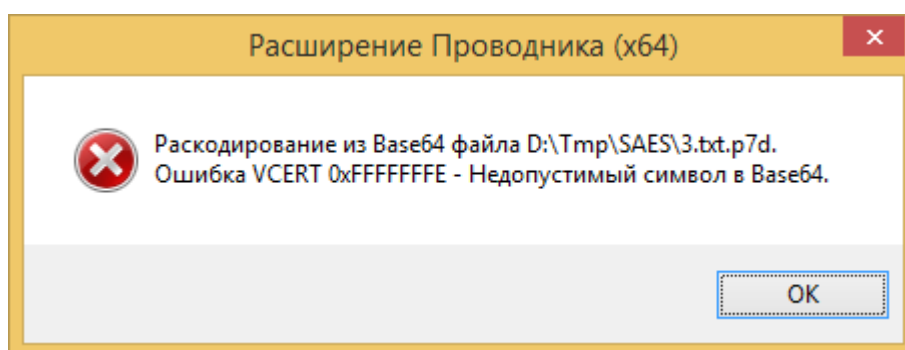 Расширение Проводника (x64)
Раскодирование из Base64 файла D:\Tmp\SAES\3.txt.p7d.
Ошибка VCERT 0xFFFFFFFE - Недопустимый символ в Base64.
OK